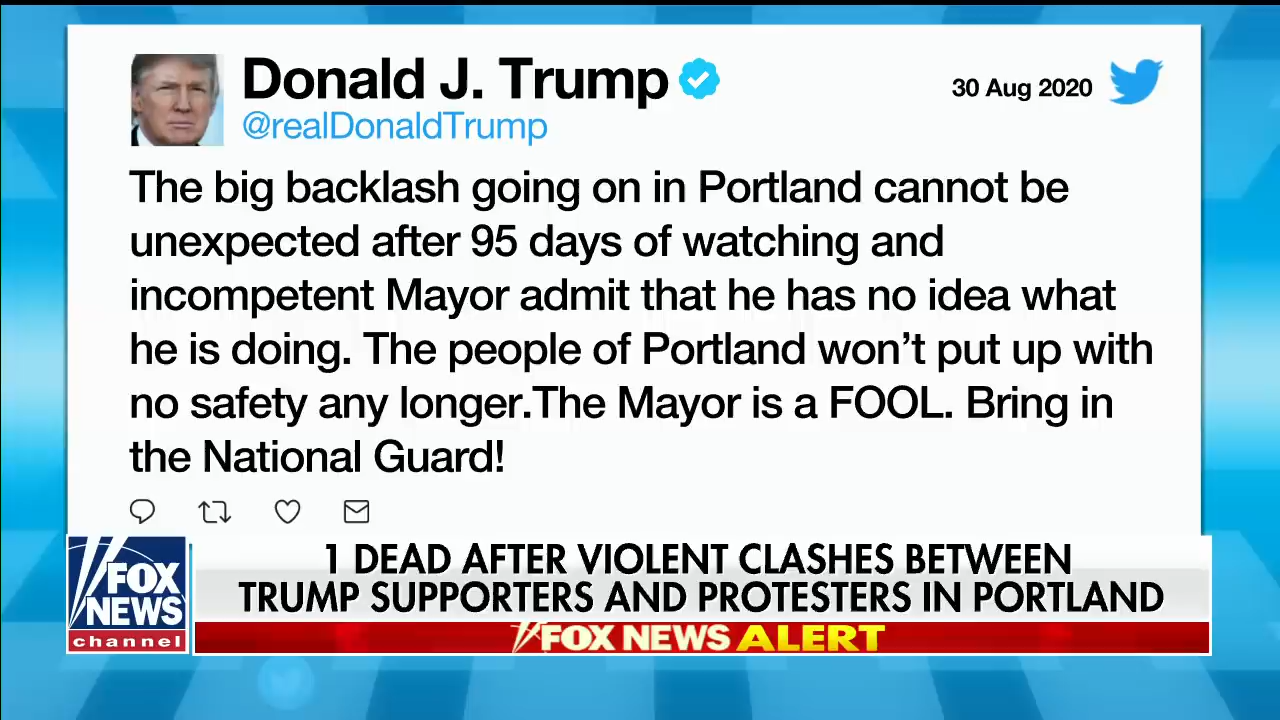 Donald J. Trump
@realDonaldTrump
30 Aug 2020
The big backlash going on in Portland cannot be
unexpected after 95 days of watching and
incompetent Mayor admit that he has no idea what
he is doing. The people of Portland won’t put up with
no safety any longer.The Mayor is a FOOL. Bring in
the National Guard!
FOX
NEWS
channel
1 DEAD AFTER VIOLENT CLASHES BETWEEN
TRUMP SUPPORTERS AND PROTESTERS IN PORTLAND
FOX NEWS ALERT